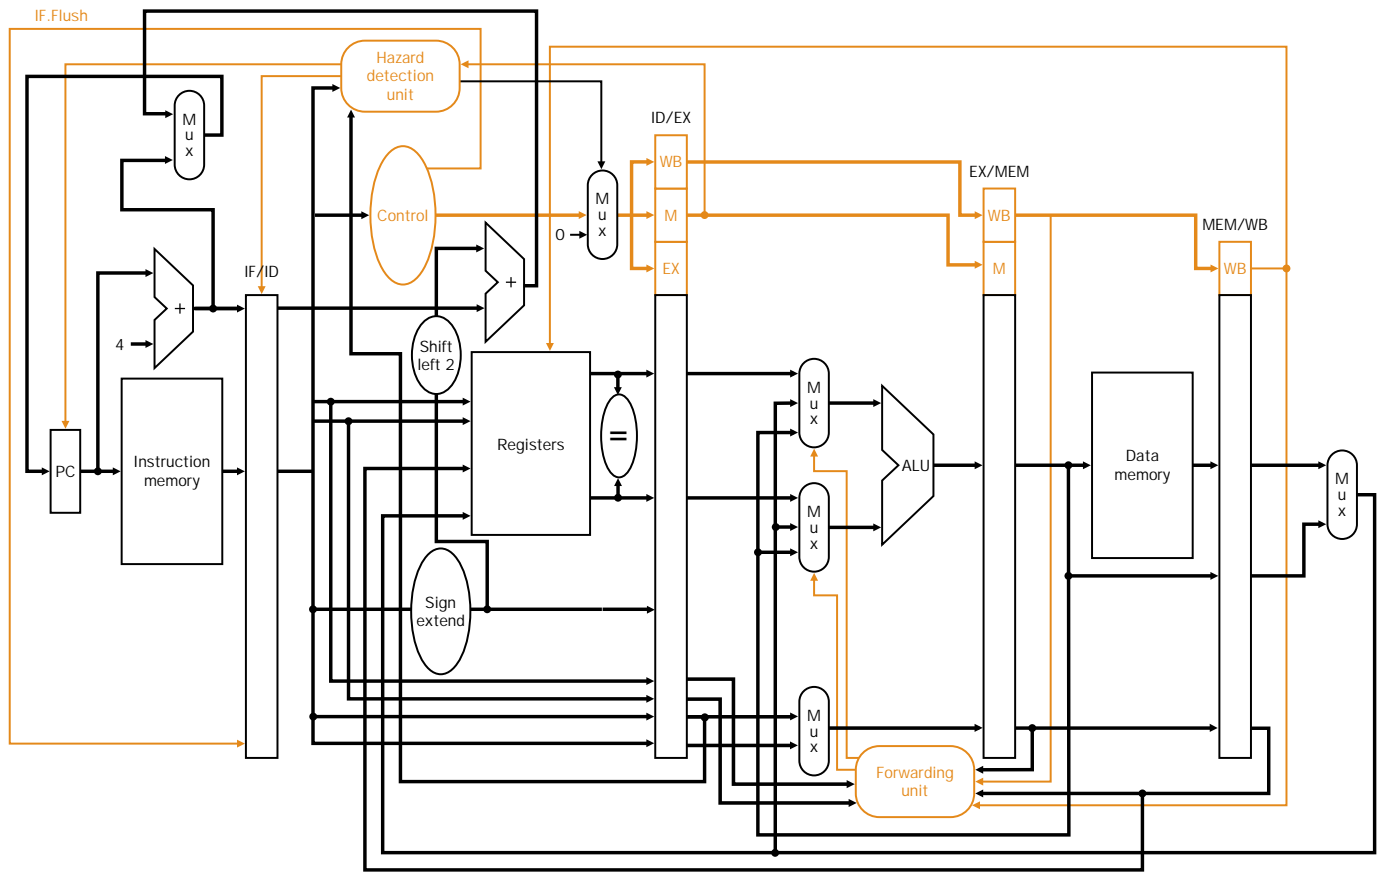 IF.Flush
Hazard
detection
unit
M
u
x
ID/EX
WB
EX/MEM
Control
M
u
x
M
WB
MEM/WB
0
IF/ID
EX
M
WB
+
+
4
Shift
left 2
M
u
x
Registers
=
PC
Instruction
memory
ALU
Data
memory
M
u
x
M
u
x
Sign
extend
M
u
x
Forwarding
unit